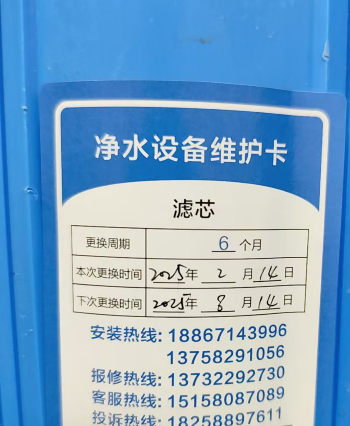 净水设备维护卡
滤芯
更换周期 6 个月
本次更换时间 2025年 2 月 14 日
下次更换时间 2025年 8 月 14 日
安装热线: 18867143996
13758291056
报修热线: 13732292730
客服热线: 15158087089
投诉热线: 18258897611